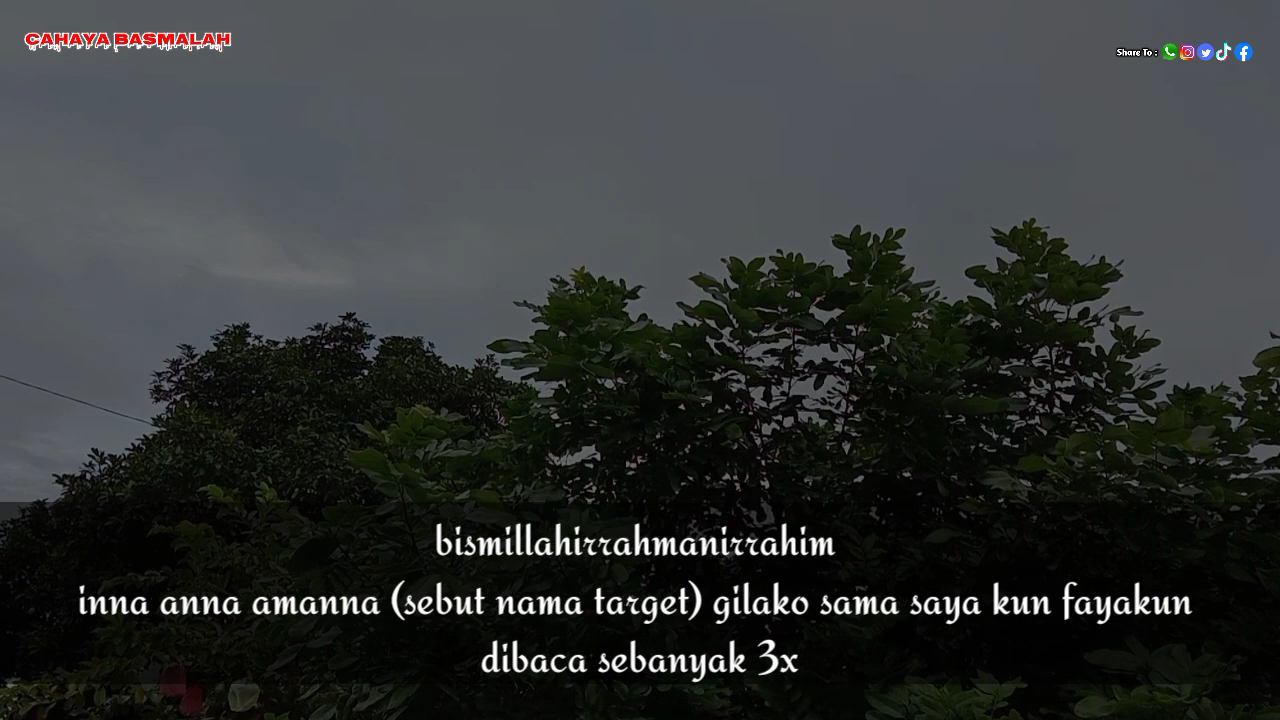 CAHAYA BASMALAH
Share To :
bismillahirrahmanirrahim
inna anna amanna (sebut nama target) gilako sama saya kun fayakun
dibaca sebanyak 3x